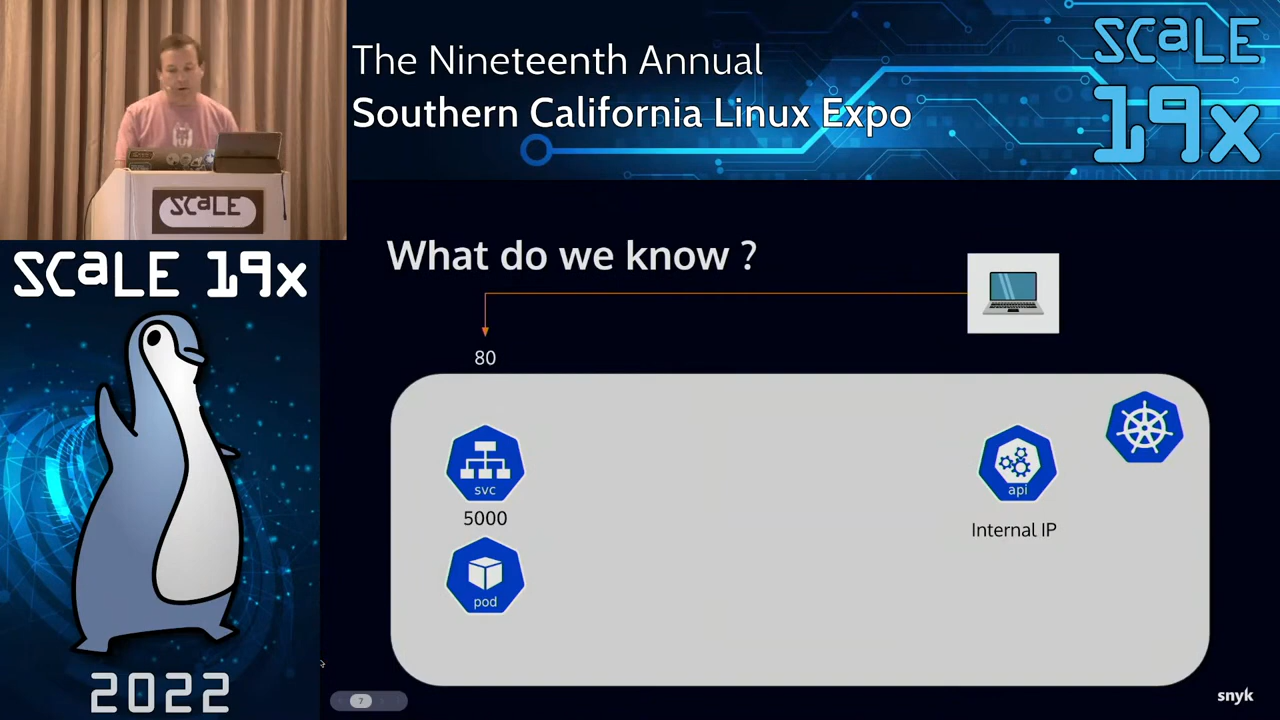 The Nineteenth Annual
Southern California Linux Expo
SCaLE
19x
SCaLE
SCaLE 19x
2022
What do we know ?
80
svc
5000
pod
api
Internal IP
7
snyk